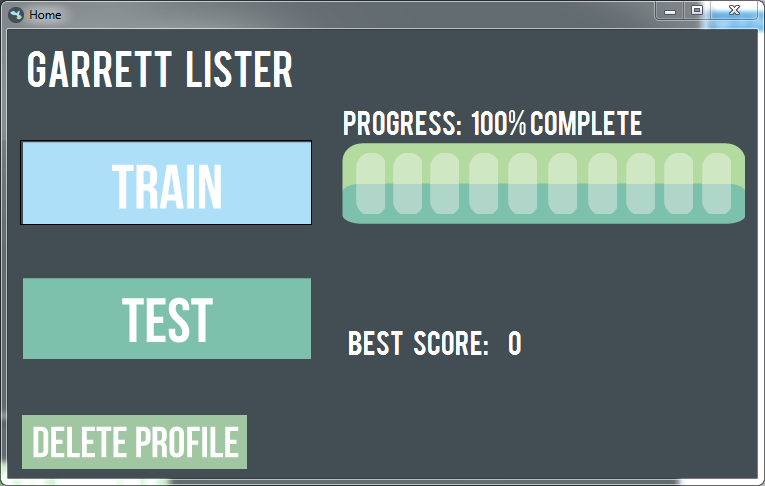 Home
GARRETT LISTER
PROGRESS: 100% COMPLETE
TRAIN
TEST
BEST SCORE: 0
DELETE PROFILE